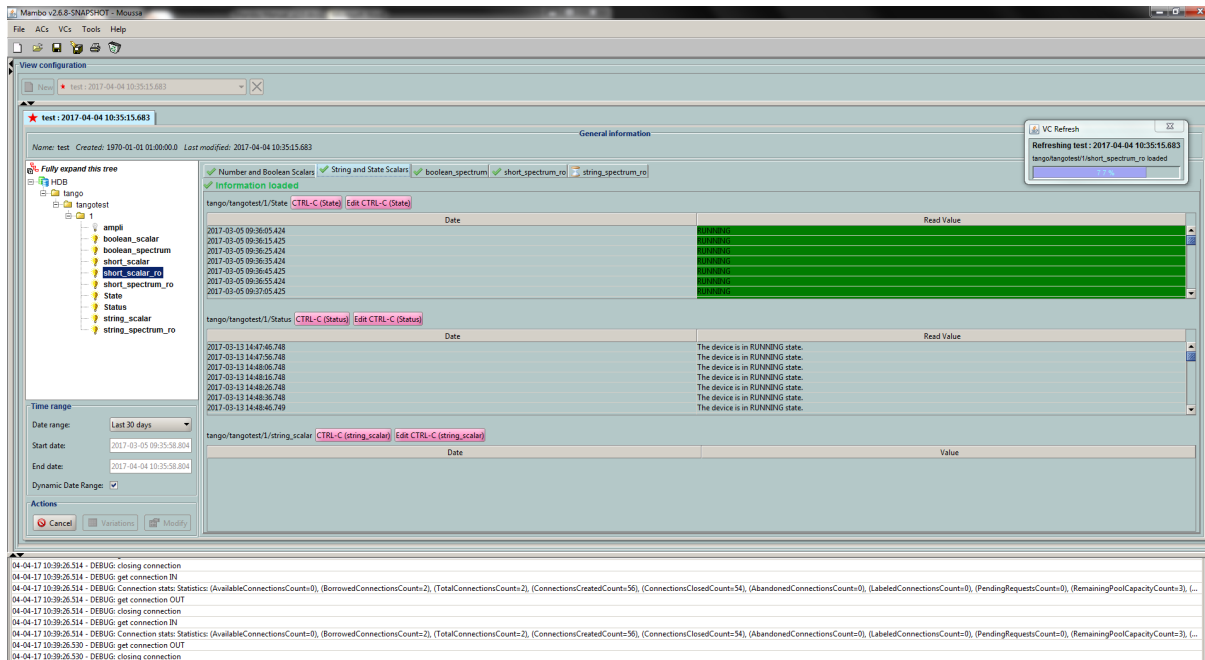 Mambo v2.6.8-SNAPSHOT - Moussa
File ACs VCs Tools Help
View configuration
New test : 2017-04-04 10:35:15.683
test : 2017-04-04 10:35:15.683
General information
Name: test Created: 1970-01-01 01:00:00.0 Last modified: 2017-04-04 10:35:15.683
VC Refresh
Refreshing test : 2017-04-04 10:35:15.683
tango/tangotest/1/short_spectrum_ro loaded
77 %
Fully expand this tree
HDB
tango
tangotest
1
ampli
boolean_scalar
boolean_spectrum
short_scalar
short_scalar_ro
short_spectrum_ro
State
Status
string_scalar
string_spectrum_ro
Time range
Date range: Last 30 days
Start date: 2017-03-05 09:35:58.804
End date: 2017-04-04 10:35:58.804
Dynamic Date Range:
Actions
Cancel Variations Modify
Number and Boolean Scalars String and State Scalars boolean_spectrum short_spectrum_ro string_spectrum_ro
Information loaded
tango/tangotest/1/State CTRL-C (State) Edit CTRL-C (State)
Date Read Value
2017-03-05 09:36:05.424 RUNNING
2017-03-05 09:36:15.425 RUNNING
2017-03-05 09:36:25.424 RUNNING
2017-03-05 09:36:35.424 RUNNING
2017-03-05 09:36:45.425 RUNNING
2017-03-05 09:36:55.424 RUNNING
2017-03-05 09:37:05.425 RUNNING
tango/tangotest/1/Status CTRL-C (Status) Edit CTRL-C (Status)
Date Read Value
2017-03-13 14:47:46.748 The device is in RUNNING state.
2017-03-13 14:47:56.748 The device is in RUNNING state.
2017-03-13 14:48:06.748 The device is in RUNNING state.
2017-03-13 14:48:16.748 The device is in RUNNING state.
2017-03-13 14:48:26.748 The device is in RUNNING state.
2017-03-13 14:48:36.748 The device is in RUNNING state.
2017-03-13 14:48:46.749 The device is in RUNNING state.
tango/tangotest/1/string_scalar CTRL-C (string_scalar) Edit CTRL-C (string_scalar)
Date Value
04-04-17 10:39:26.514 - DEBUG: closing connection
04-04-17 10:39:26.514 - DEBUG: get connection IN
04-04-17 10:39:26.514 - DEBUG: Connection stats: Statistics: (AvailableConnectionsCount=0), (BorrowedConnectionsCount=2), (TotalConnectionsCount=2), (ConnectionsCreatedCount=56), (ConnectionsClosedCount=54), (AbandonedConnectionsCount=0), (LabeledConnectionsCount=0), (PendingRequestsCount=0), (RemainingPoolCapacityCount=3), (...
04-04-17 10:39:26.514 - DEBUG: get connection OUT
04-04-17 10:39:26.514 - DEBUG: closing connection
04-04-17 10:39:26.514 - DEBUG: get connection IN
04-04-17 10:39:26.514 - DEBUG: Connection stats: Statistics: (AvailableConnectionsCount=0), (BorrowedConnectionsCount=2), (TotalConnectionsCount=2), (ConnectionsCreatedCount=56), (ConnectionsClosedCount=54), (AbandonedConnectionsCount=0), (LabeledConnectionsCount=0), (PendingRequestsCount=0), (RemainingPoolCapacityCount=3), (...
04-04-17 10:39:26.530 - DEBUG: get connection OUT
04-04-17 10:39:26.530 - DEBUG: closing connection